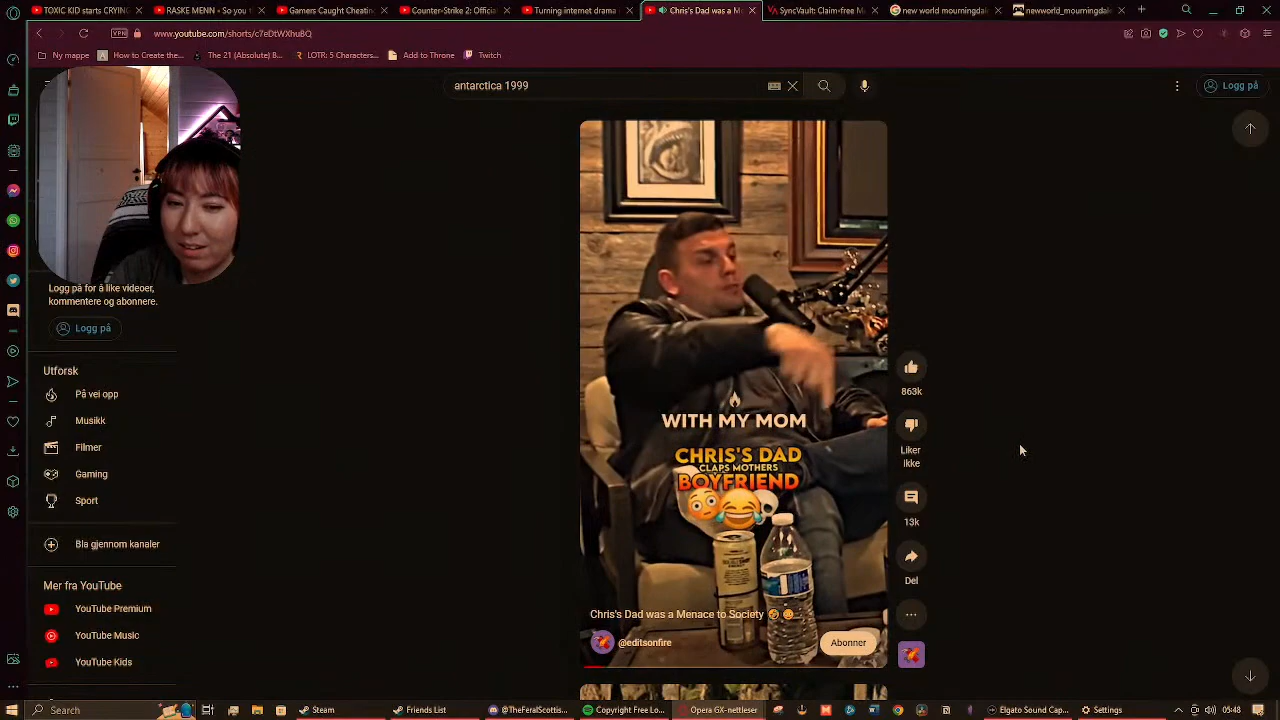 TOXIC KID starts CRYIN
RASKE MENN • So you t
Gamers Caught Cheatin
Counter-Strike 2: Officia
Turning internet drama
Chris's Dad was a M
SyncVault: Claim+free M
new world mourningdal
newworld_mourningdal
VPN
www.youtube.com/shorts/c7eDtWXhu8Q
Ny mappe
How to Create the...
The 21 (Absolute) B...
LOTR: 5 Characters...
Add to Throne
Twitch
antarctica 1999
Logg på
Logg på for å like videoer,
kommentere og abonnere.
Logg på
Utforsk
På vei opp
Musikk
Filmer
Gaming
Sport
Bla gjennom kanaler
Mer fra YouTube
YouTube Premium
YouTube Music
YouTube Kids
WITH MY MOM
CHRIS'S DAD
CLAPS MOTHERS
BOYFRIEND
Chris's Dad was a Menace to Society
@editsonfire
Abonner
863k
Liker
ikke
13k
Del
Search
Steam
Friends List
@TheFeralScottis...
Copyright Free Lo...
Opera GX-nettleser
Elgato Sound Cap...
Settings
05:48